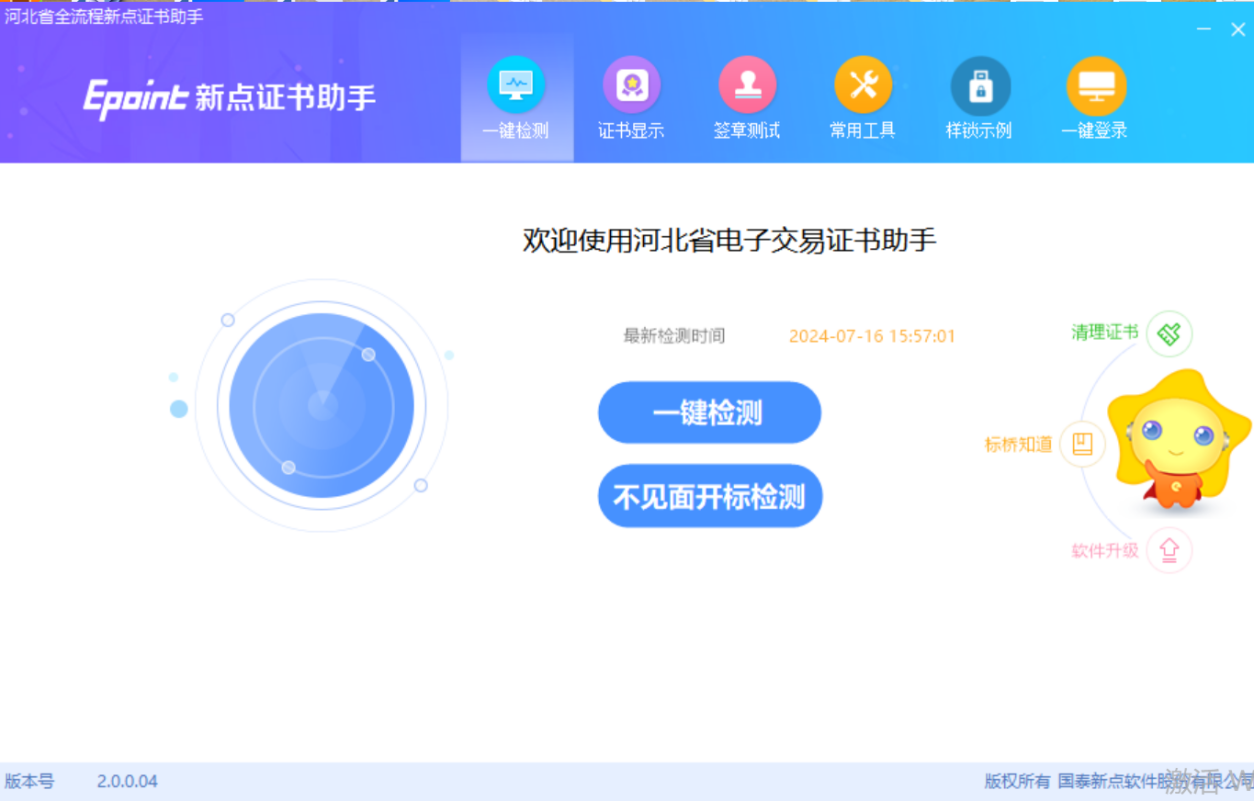 河北省全流程新点证书助手
Epoint 新点证书助手
一键检测
证书显示
签章测试
常用工具
样锁示例
一键登录
欢迎使用河北省电子交易证书助手
最新检测时间 2024-07-16 15:57:01
清理证书
一键检测
标桥知道
不见面开标检测
软件升级
版本号 2.0.0.04
版权所有 国泰新点软件股份有限公司
激活 W